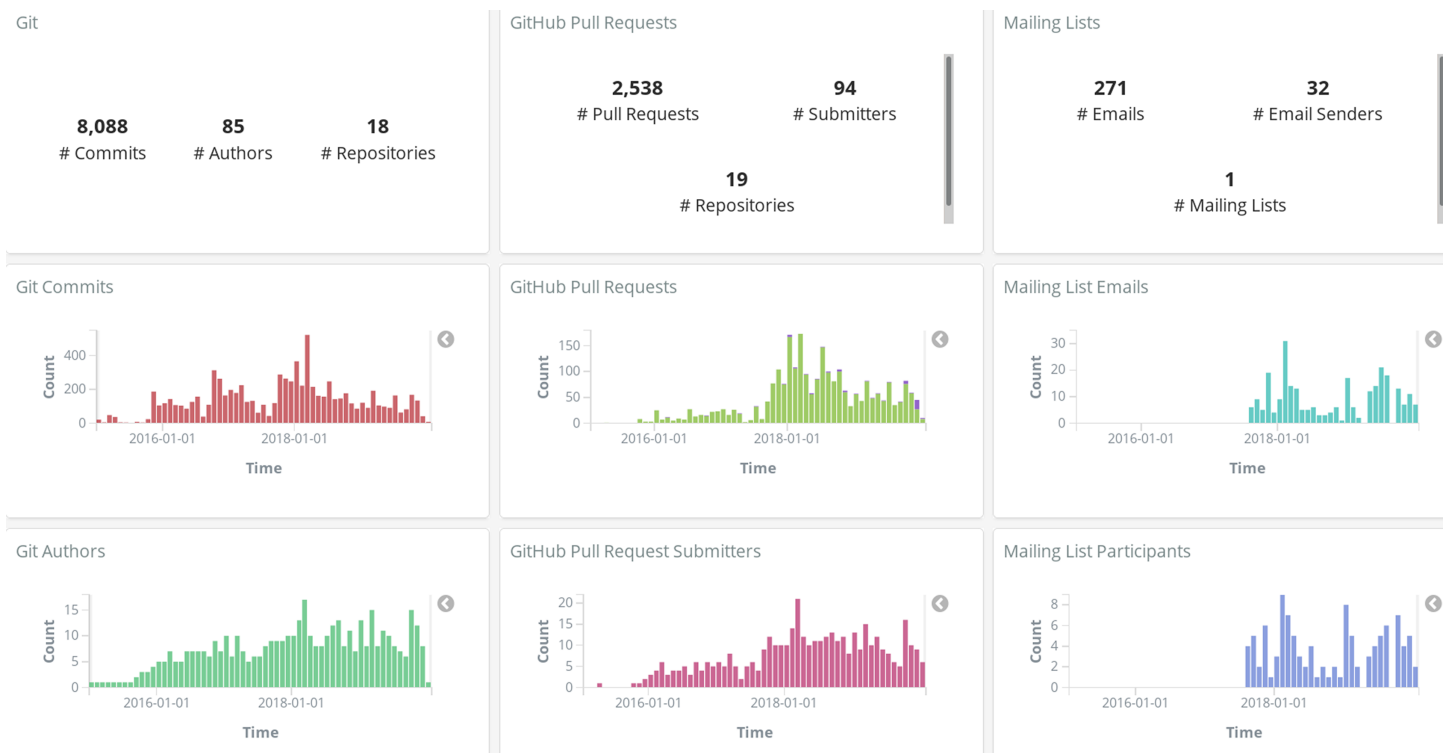 Git
8,088 85 18
# Commits # Authors # Repositories
GitHub Pull Requests
2,538 94
# Pull Requests # Submitters
19
# Repositories
Mailing Lists
271 32
# Emails # Email Senders
1
# Mailing Lists
Git Commits
Count
400
200
0
2016-01-01 2018-01-01
Time
GitHub Pull Requests
Count
150
100
50
0
2016-01-01 2018-01-01
Time
Mailing List Emails
Count
30
20
10
0
2016-01-01 2018-01-01
Time
Git Authors
Count
15
10
5
0
2016-01-01 2018-01-01
Time
GitHub Pull Request Submitters
Count
20
15
10
5
0
2016-01-01 2018-01-01
Time
Mailing List Participants
Count
8
6
4
2
0
2016-01-01 2018-01-01
Time